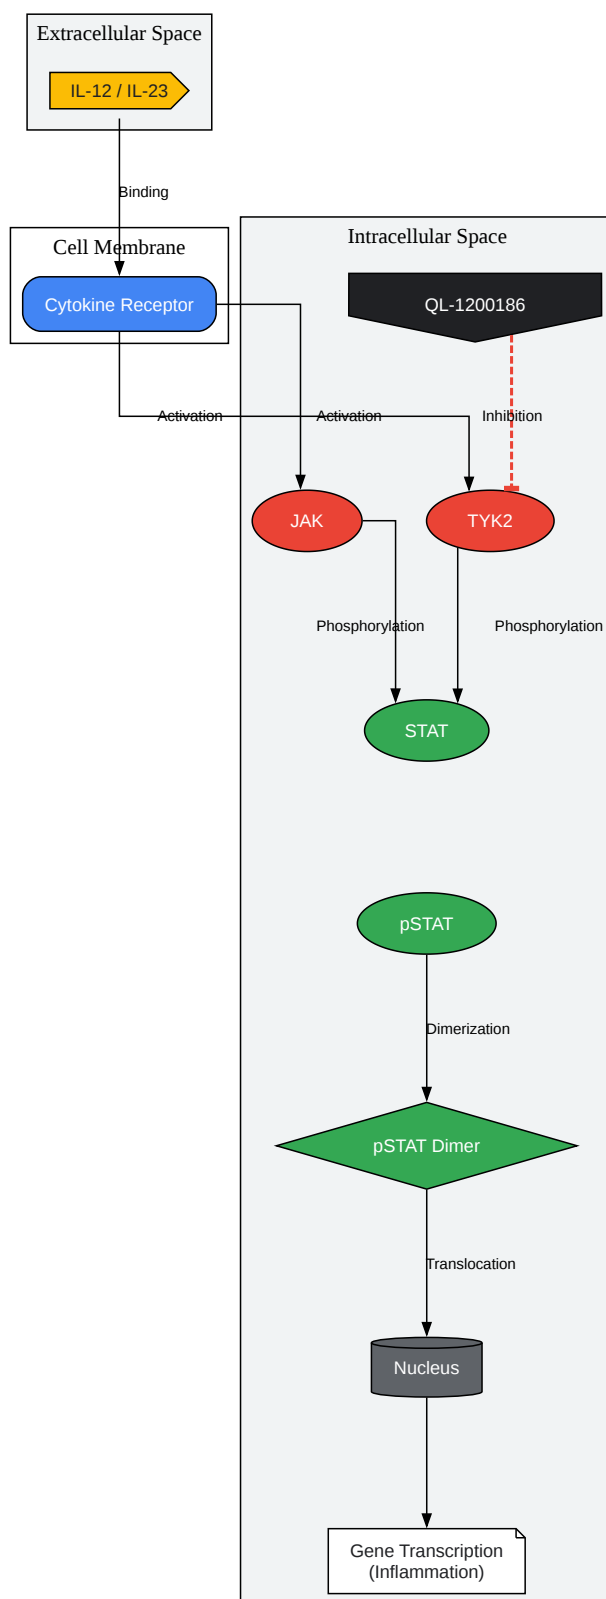 Extracellular Space
IL-12 / IL-23
Binding
Cell Membrane
Cytokine Receptor
Intracellular Space
QL-1200186
Activation
Activation
Inhibition
JAK
TYK2
Phosphorylation
Phosphorylation
STAT
pSTAT
Dimerization
pSTAT Dimer
Translocation
Nucleus
Gene Transcription
(Inflammation)